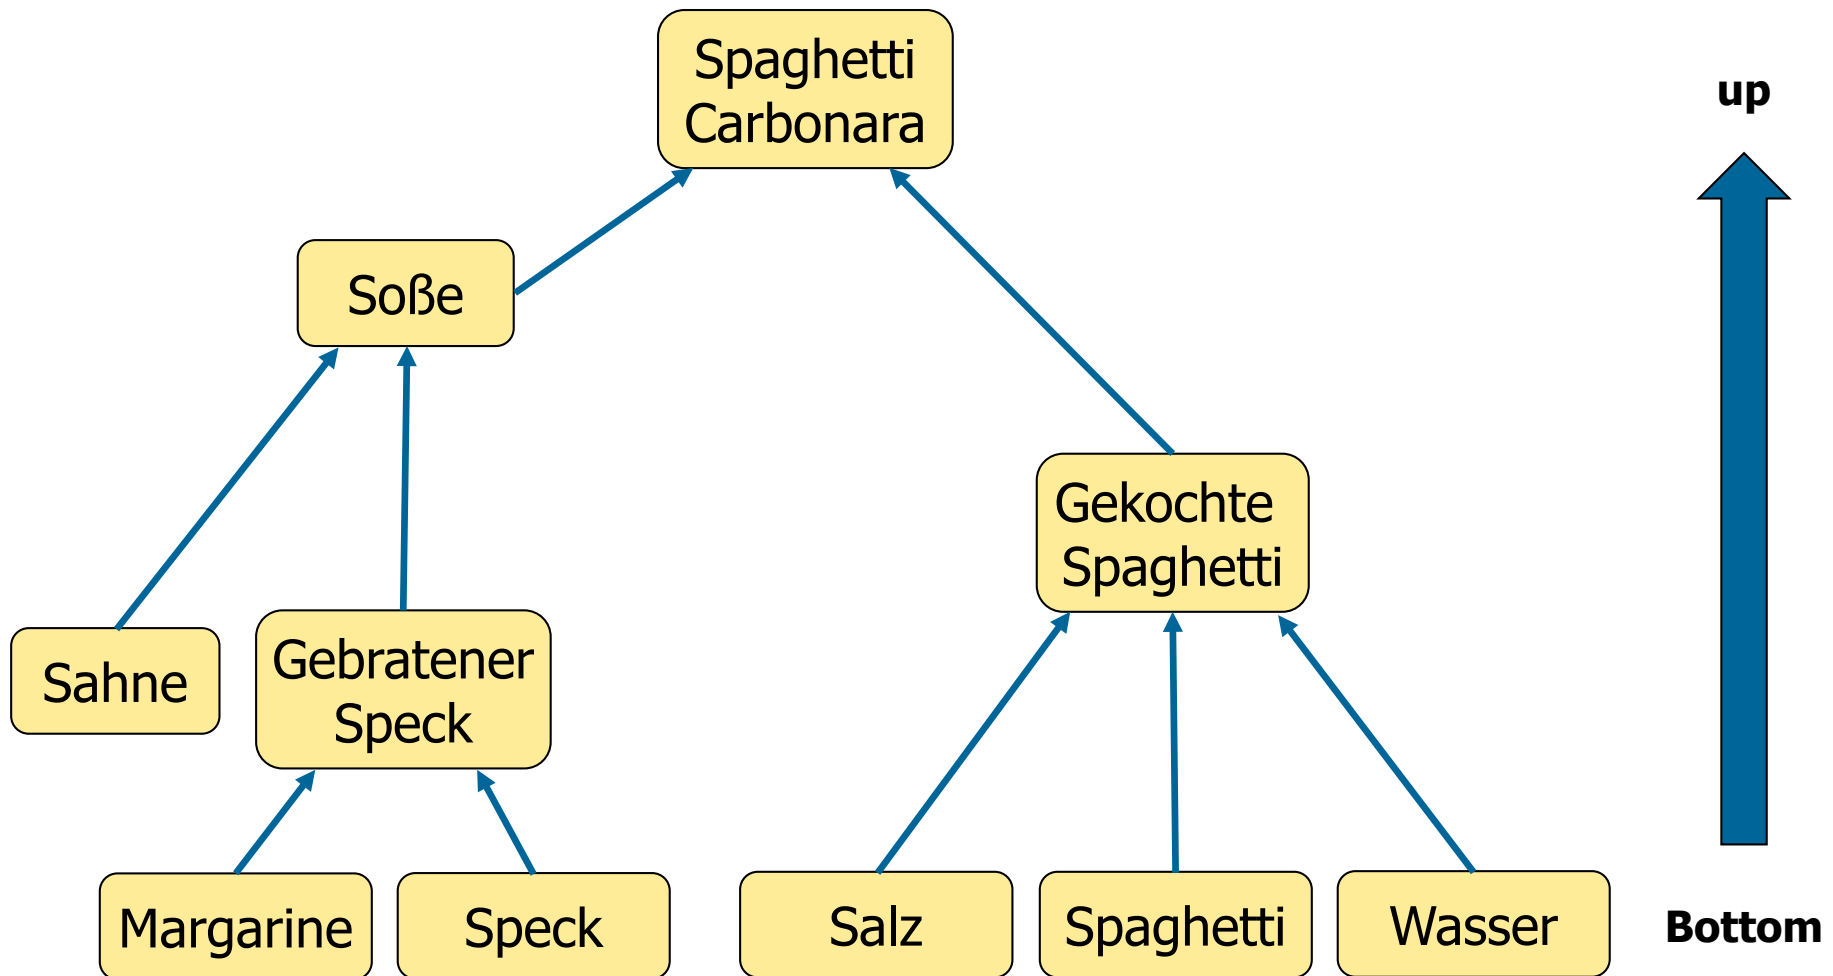 Spaghetti
Carbonara
up
Soße
Gekochte
Spaghetti
Sahne
Gebratener
Speck
Margarine
Speck
Salz
Spaghetti
Wasser
Bottom